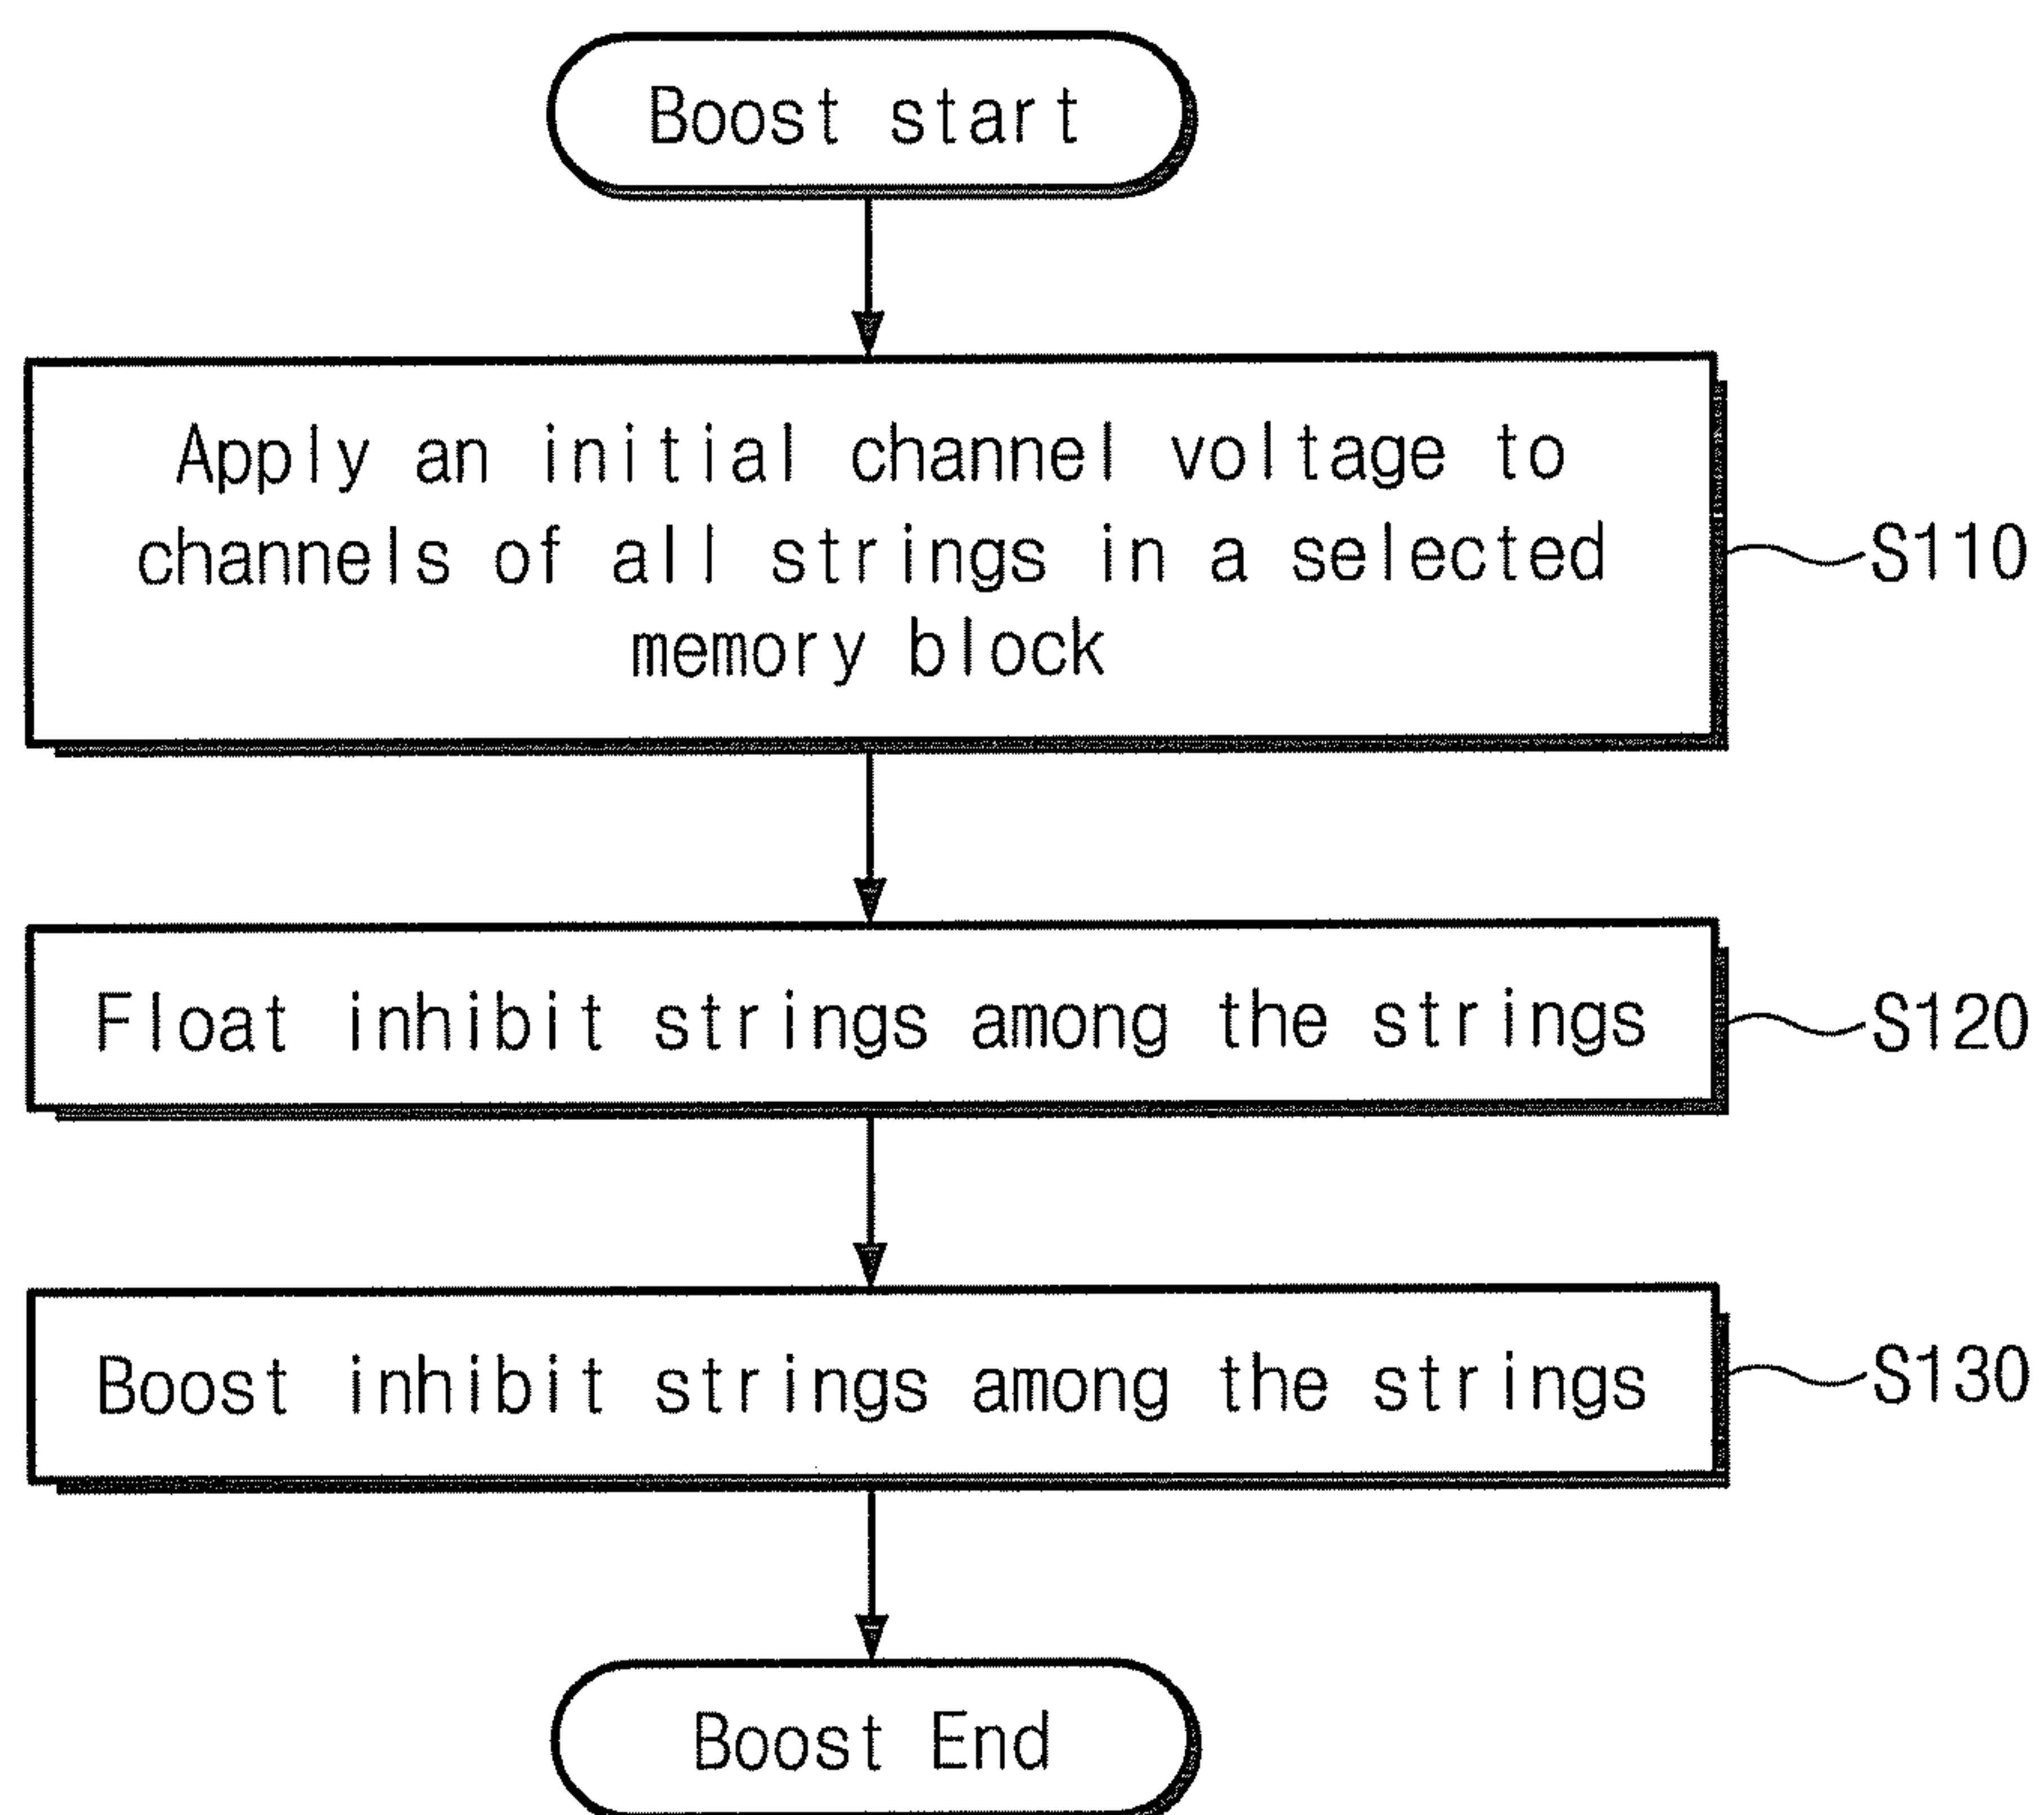 Boost start
Apply an initial channel voltage to
channels of all strings in a selected
memory block
S110
Float inhibit strings among the strings
S120
Boost inhibit strings among the strings
S130
Boost End